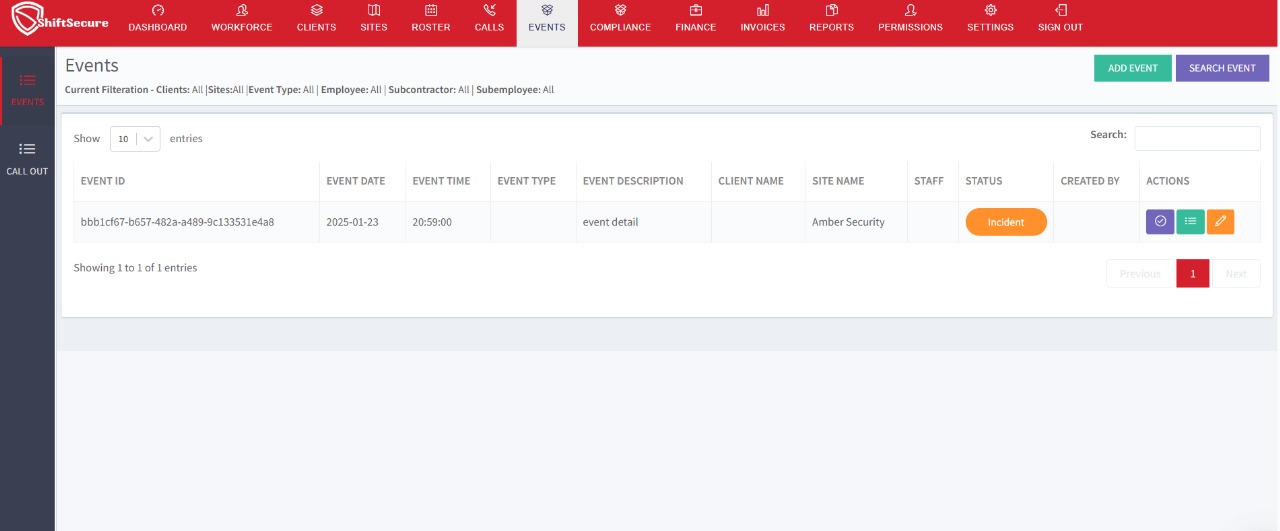 ShiftSecure
DASHBOARD WORKFORCE CLIENTS SITES ROSTER CALLS EVENTS COMPLIANCE FINANCE INVOICES REPORTS PERMISSIONS SETTINGS SIGN OUT
EVENTS
CALL OUT
Events
ADD EVENT SEARCH EVENT
Current Filteration - Clients: All |Sites:All |Event Type: All | Employee: All | Subcontractor: All | Subemployee: All
Show 10 entries
Search:
EVENT ID EVENT DATE EVENT TIME EVENT TYPE EVENT DESCRIPTION CLIENT NAME SITE NAME STAFF STATUS CREATED BY ACTIONS
bbb1cf67-b657-482a-a489-9c133531e4a8 2025-01-23 20:59:00 event detail Amber Security Incident
Showing 1 to 1 of 1 entries
Previous 1 Next